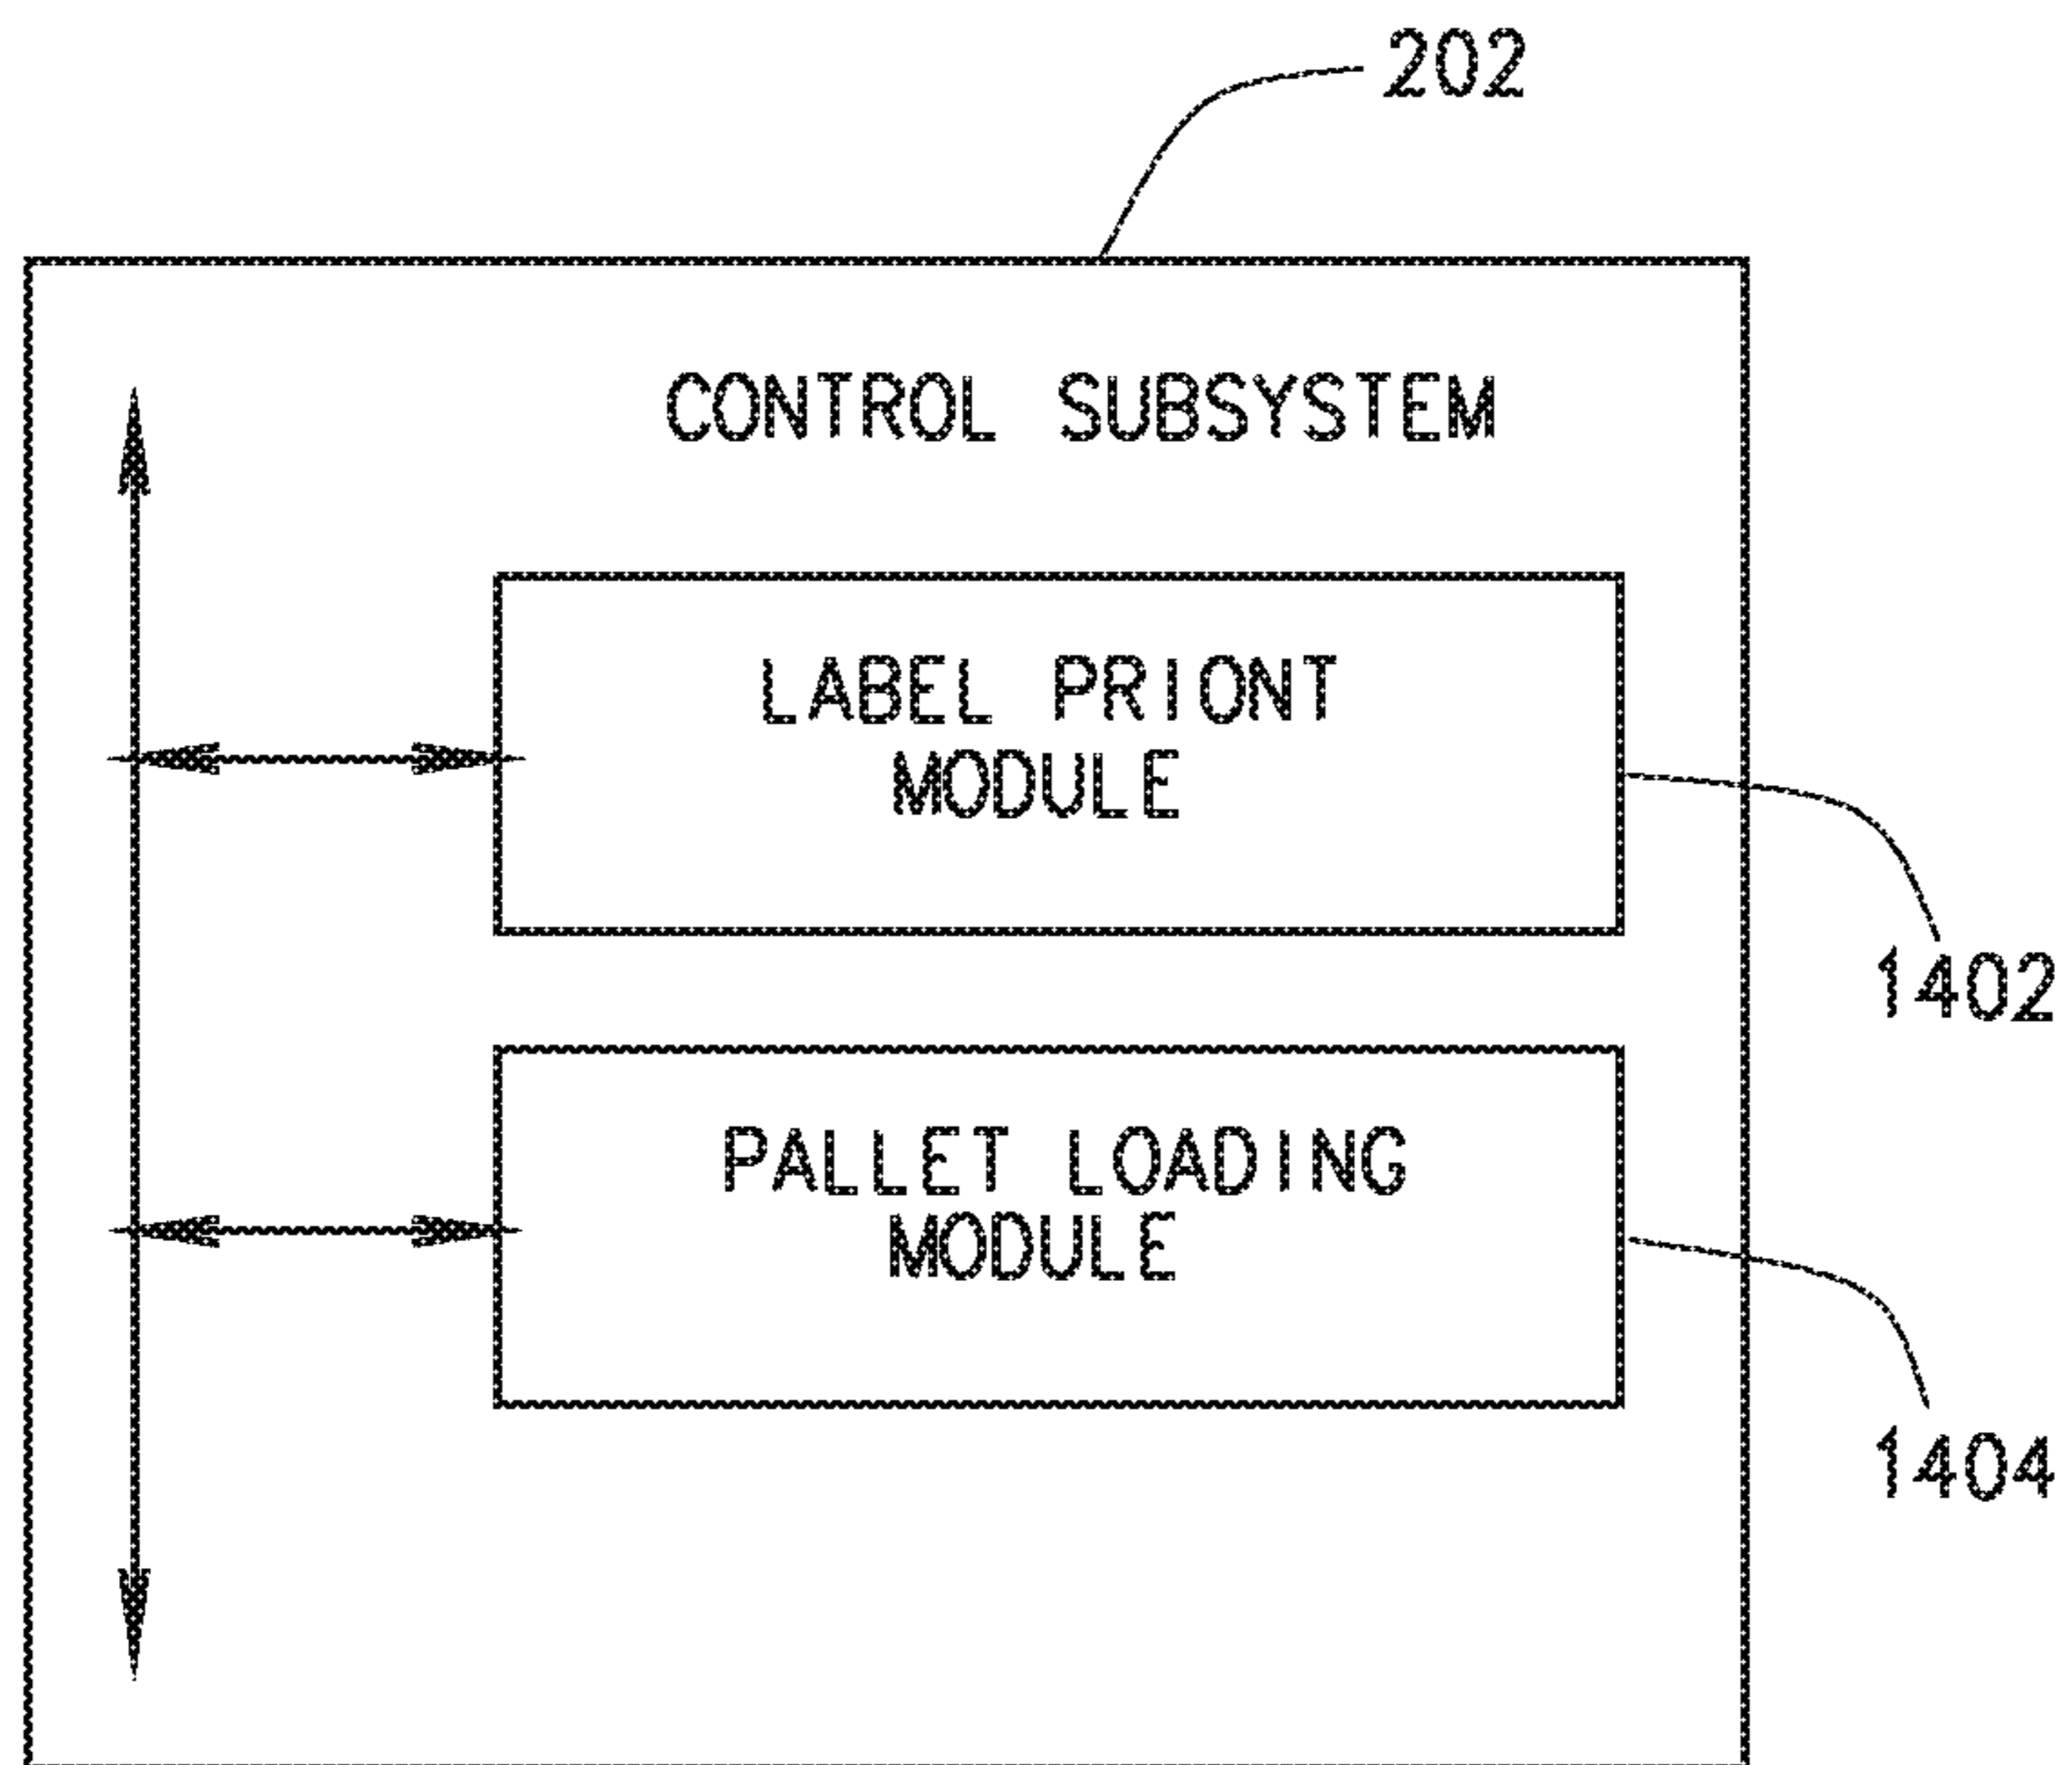 202
CONTROL SUBSYSTEM
LABEL PRIONT
MODULE
1402
PALLET LOADING
MODULE
1404